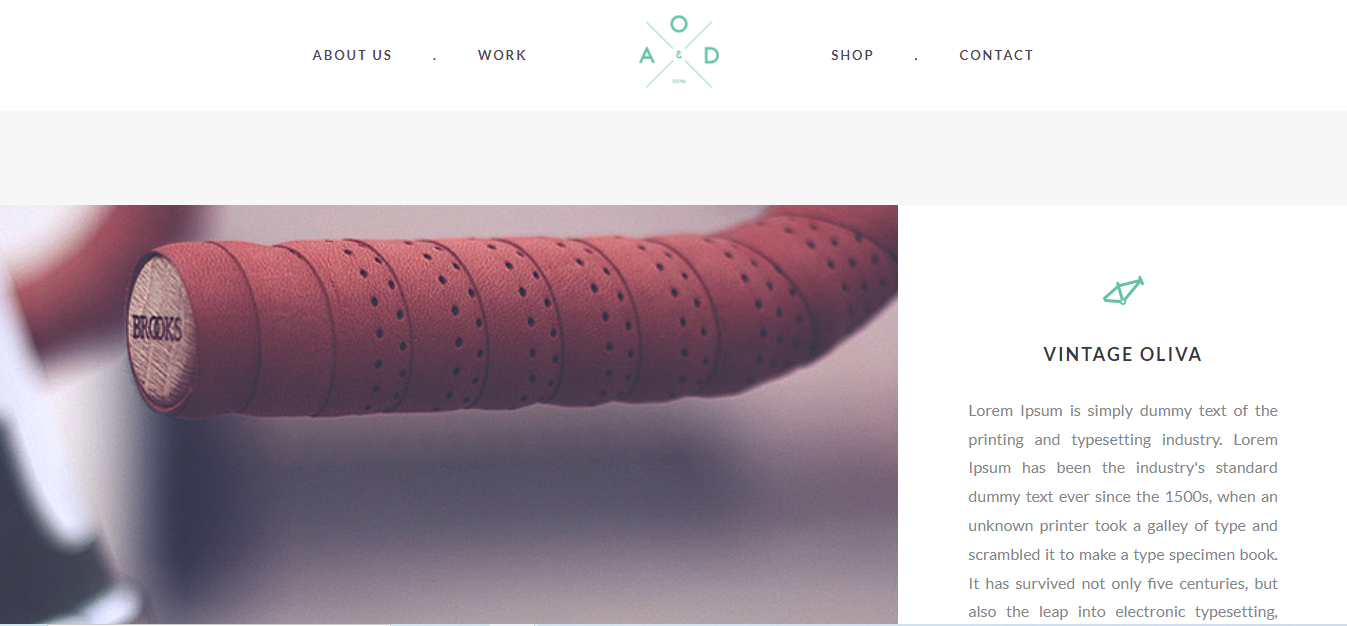 ABOUT US . WORK
O
A & D
SHOP . CONTACT
BROOKS
VINTAGE OLIVA
Lorem Ipsum is simply dummy text of the
printing and typesetting industry. Lorem
Ipsum has been the industry's standard
dummy text ever since the 1500s, when an
unknown printer took a galley of type and
scrambled it to make a type specimen book.
It has survived not only five centuries, but
also the leap into electronic typesetting,